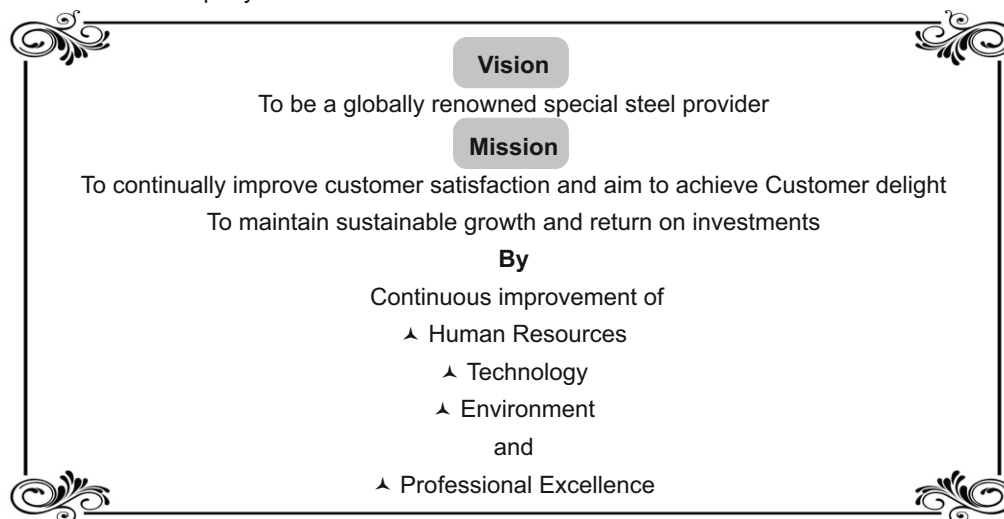 Vision
To be a globally renowned special steel provider
Mission
To continually improve customer satisfaction and aim to achieve Customer delight
To maintain sustainable growth and return on investments
By
Continuous improvement of
Human Resources
Technology
Environment
and
Professional Excellence